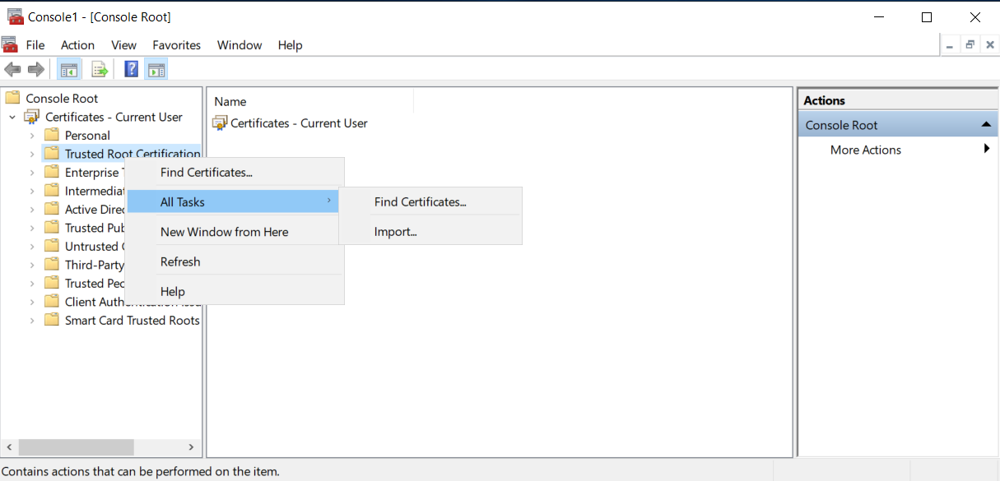 Console1 - [Console Root]
File Action View Favorites Window Help
Console Root
Certificates - Current User
Personal
Trusted Root Certification
Enterprise
Intermediat
Active Direc
Trusted Pub
Untrusted
Third-Party
Trusted Peo
Client Authentication Issu
Smart Card Trusted Roots
Find Certificates...
All Tasks
New Window from Here
Refresh
Help
Find Certificates...
Import...
Name
Certificates - Current User
Actions
Console Root
More Actions
Contains actions that can be performed on the item.